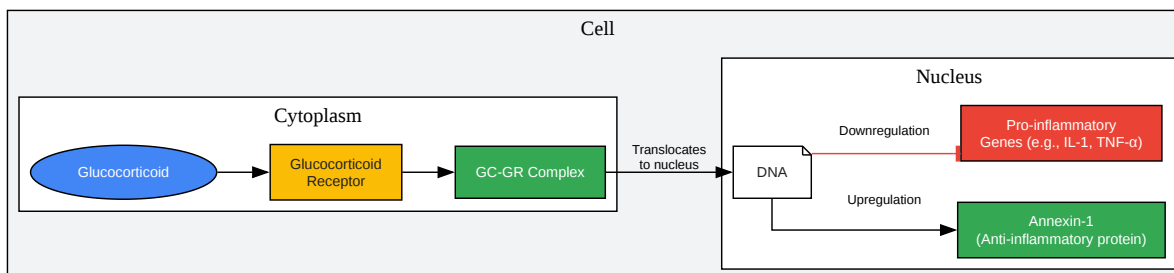 Cell
Cytoplasm
Glucocorticoid
Glucocorticoid
Receptor
GC-GR Complex
Translocates
to nucleus
Nucleus
DNA
Downregulation
Pro-inflammatory
Genes (e.g., IL-1, TNF-α)
Upregulation
Annexin-1
(Anti-inflammatory protein)